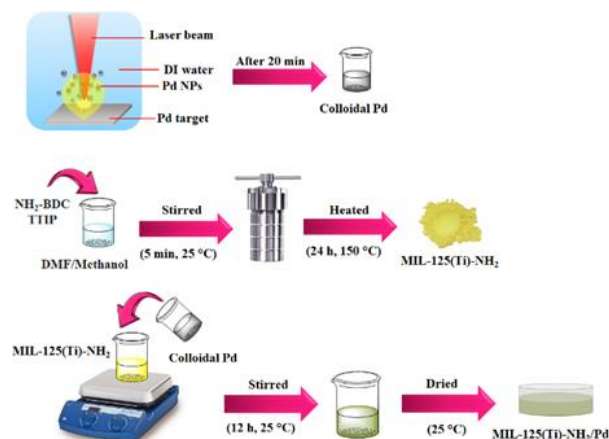 Laser beam
DI water
Pd NPs
Pd target
After 20 min
Colloidal Pd
NH₂-BDC
TTIP
DMF/Methanol
Stirred
(5 min, 25 °C)
Heated
(24 h, 150 °C)
MIL-125(Ti)-NH₂
MIL-125(Ti)-NH₂
Colloidal Pd
Stirred
(12 h, 25 °C)
Dried
(25 °C)
MIL-125(Ti)-NH₂/Pd